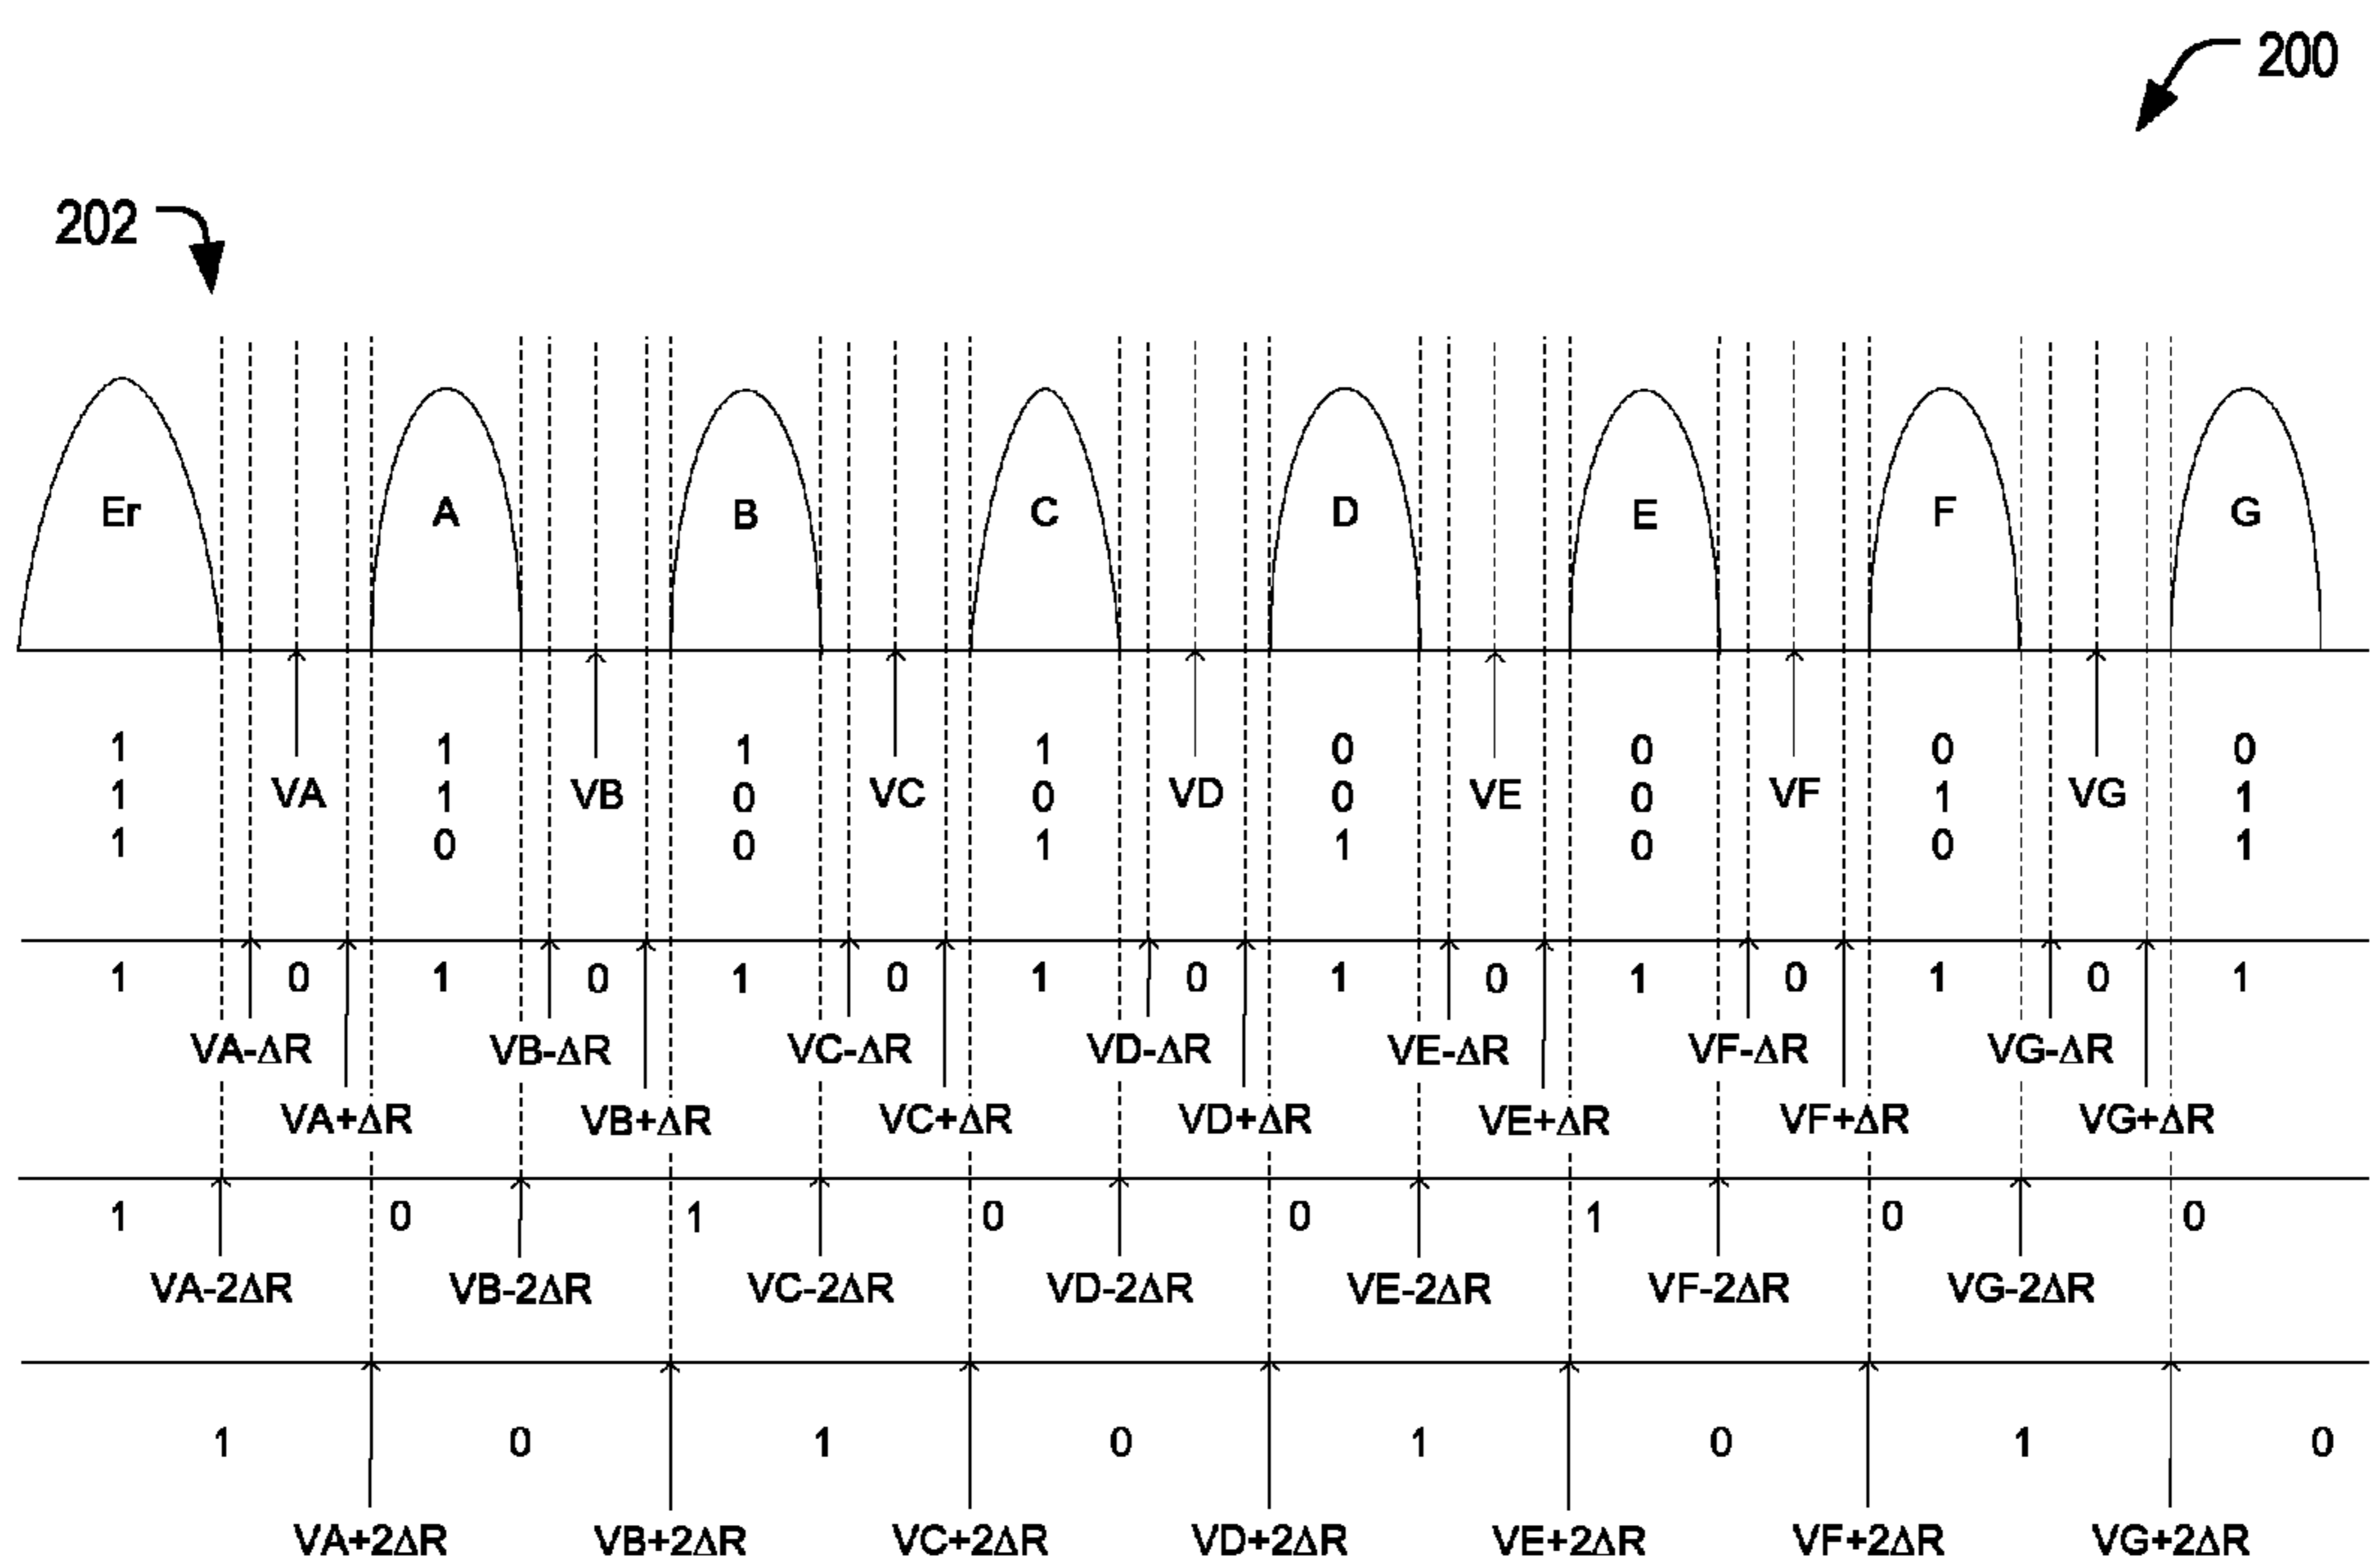 200
202
Er A B C D E F G
1 1 1 1 0 0 0 0
VA VB VC VD VE VF VG
1 1 0 0 0 0 1 1
1 0 0 1 1 0 0 1
1 0 1 0 1 0 1 0 1 0 1 0 1 0 1
VA-ΔR VB-ΔR VC-ΔR VD-ΔR VE-ΔR VF-ΔR VG-ΔR
VA+ΔR VB+ΔR VC+ΔR VD+ΔR VE+ΔR VF+ΔR VG+ΔR
1 0 1 0 0 1 0 0
VA-2ΔR VB-2ΔR VC-2ΔR VD-2ΔR VE-2ΔR VF-2ΔR VG-2ΔR
1 0 1 0 1 0 1 0
VA+2ΔR VB+2ΔR VC+2ΔR VD+2ΔR VE+2ΔR VF+2ΔR VG+2ΔR